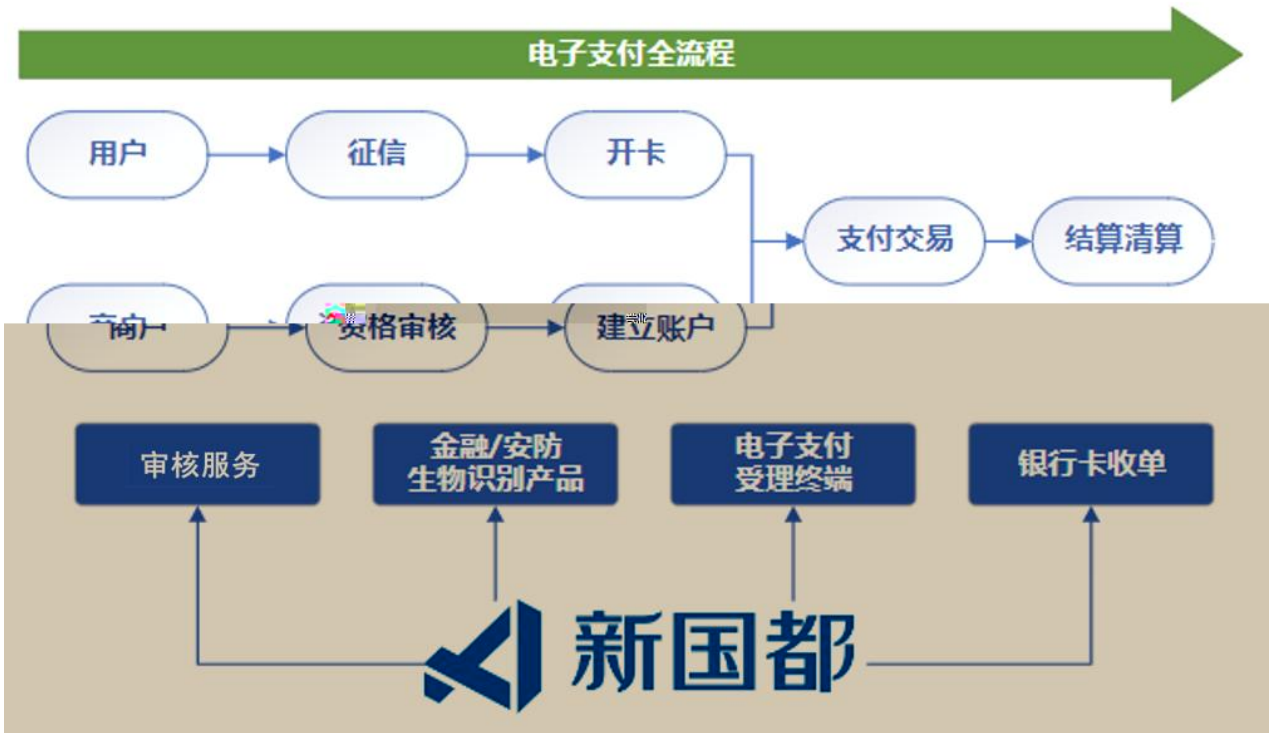 电子支付全流程
用户
征信
开卡
支付交易
结算清算
商户
资格审核
建立账户
审核服务
金融/安防
生物识别产品
电子支付
受理终端
银行卡收单
新国都